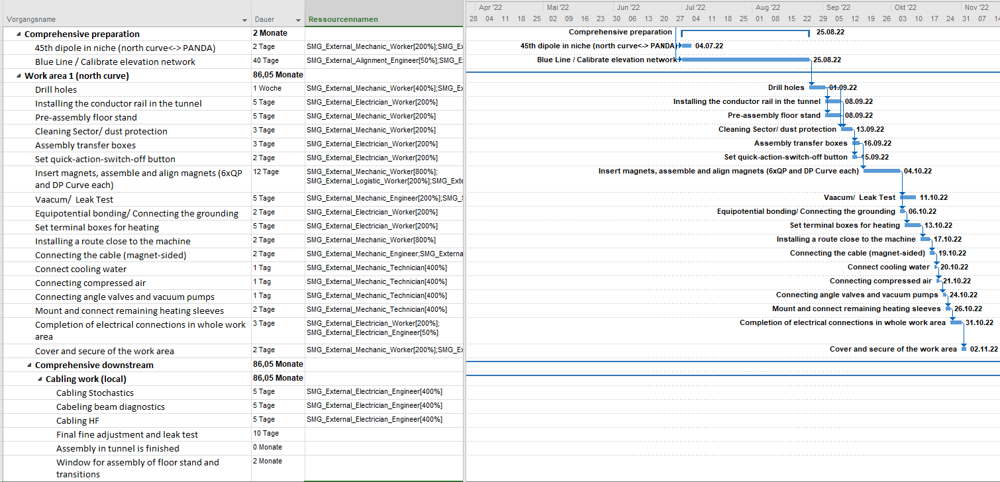 Vorgangsname Dauer Ressourcennamen
Apr '22 Mai '22 Jun '22 Jul '22 Aug '22 Sep '22 Okt '22 Nov '22
28 04 11 18 25 02 09 16 23 30 06 13 20 27 04 11 18 25 01 08 15 22 29 05 12 19 26 03 10 17 24 31 07 14
Comprehensive preparation 2 Monate
Comprehensive preparation 25.08.22
45th dipole in niche (north curve<-> PANDA) 2 Tage SMG_External_Mechanic_Worker[200%];SMG_Ex
45th dipole in niche (north curve<-> PANDA) 04.07.22
Blue Line / Calibrate elevation network 40 Tage SMG_External_Alignment_Engineer[50%];SMG_E
Blue Line / Calibrate elevation network 25.08.22
Work area 1 (north curve) 86,05 Monate
Drill holes 1 Woche SMG_External_Mechanic_Worker[400%];SMG_Ex
Drill holes 01.09.22
Installing the conductor rail in the tunnel 5 Tage SMG_External_Electrician_Worker[200%]
Installing the conductor rail in the tunnel 08.09.22
Pre-assembly floor stand 5 Tage SMG_External_Mechanic_Worker[200%]
Pre-assembly floor stand 08.09.22
Cleaning Sector/ dust protection 3 Tage SMG_External_Mechanic_Worker[200%]
Cleaning Sector/ dust protection 13.09.22
Assembly transfer boxes 3 Tage SMG_External_Electrician_Worker[200%]
Assembly transfer boxes 16.09.22
Set quick-action-switch-off button 2 Tage SMG_External_Electrician_Worker[200%]
Set quick-action-switch-off button 15.09.22
Insert magnets, assemble and align magnets (6xQP 12 Tage SMG_External_Mechanic_Worker[800%];
and DP Curve each) SMG_External_Logistic_Worker[200%];SMG_Exte
Insert magnets, assemble and align magnets (6xQP and DP Curve each) 04.10.22
Vaacum/ Leak Test 5 Tage SMG_External_Mechanic_Engineer[200%];SMG_S
Vaacum/ Leak Test 11.10.22
Equipotential bonding/ Connecting the grounding 2 Tage SMG_External_Electrician_Worker[200%]
Equipotential bonding/ Connecting the grounding 06.10.22
Set terminal boxes for heating 5 Tage SMG_External_Electrician_Worker[200%]
Set terminal boxes for heating 13.10.22
Installing a route close to the machine 2 Tage SMG_External_Mechanic_Worker[800%]
Installing a route close to the machine 17.10.22
Connecting the cable (magnet-sided) 2 Tage SMG_External_Mechanic_Engineer;SMG_Externa
Connecting the cable (magnet-sided) 19.10.22
Connect cooling water 1 Tag SMG_External_Mechanic_Technician[400%]
Connect cooling water 20.10.22
Connecting compressed air 1 Tag SMG_External_Mechanic_Technician[400%]
Connecting compressed air 21.10.22
Connecting angle valves and vacuum pumps 1 Tag SMG_External_Mechanic_Technician[400%]
Connecting angle valves and vacuum pumps 24.10.22
Mount and connect remaining heating sleeves 2 Tage SMG_External_Mechanic_Technician[400%]
Mount and connect remaining heating sleeves 26.10.22
Completion of electrical connections in whole work 3 Tage SMG_External_Electrician_Worker[200%];
area SMG_External_Electrician_Engineer[50%]
Completion of electrical connections in whole work area 31.10.22
Cover and secure of the work area 2 Tage SMG_External_Mechanic_Worker[200%];SMG_Ex
Cover and secure of the work area 02.11.22
Comprehensive downstream 86,05 Monate
Cabling work (local) 86,05 Monate
Cabling Stochastics 5 Tage SMG_External_Electrician_Engineer[400%]
Cabeling beam diagnostics 5 Tage SMG_External_Electrician_Engineer[400%]
Cabling HF 5 Tage SMG_External_Electrician_Engineer[400%]
Final fine adjustment and leak test 10 Tage
Assembly in tunnel is finished 0 Monate
Window for assembly of floor stand and 2 Monate
transitions